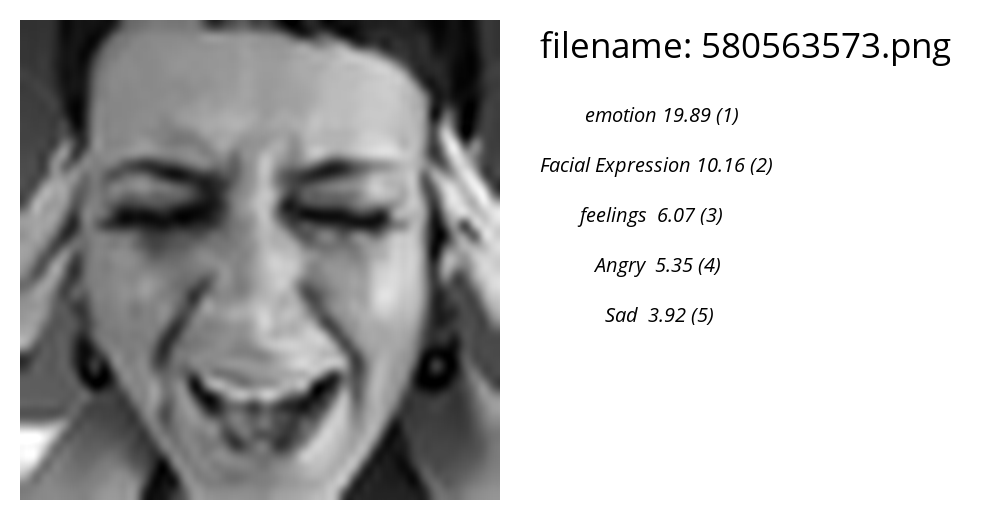 filename: 580563573.png
emotion 19.89 (1)
Facial Expression 10.16 (2)
feelings 6.07 (3)
Angry 5.35 (4)
Sad 3.92 (5)